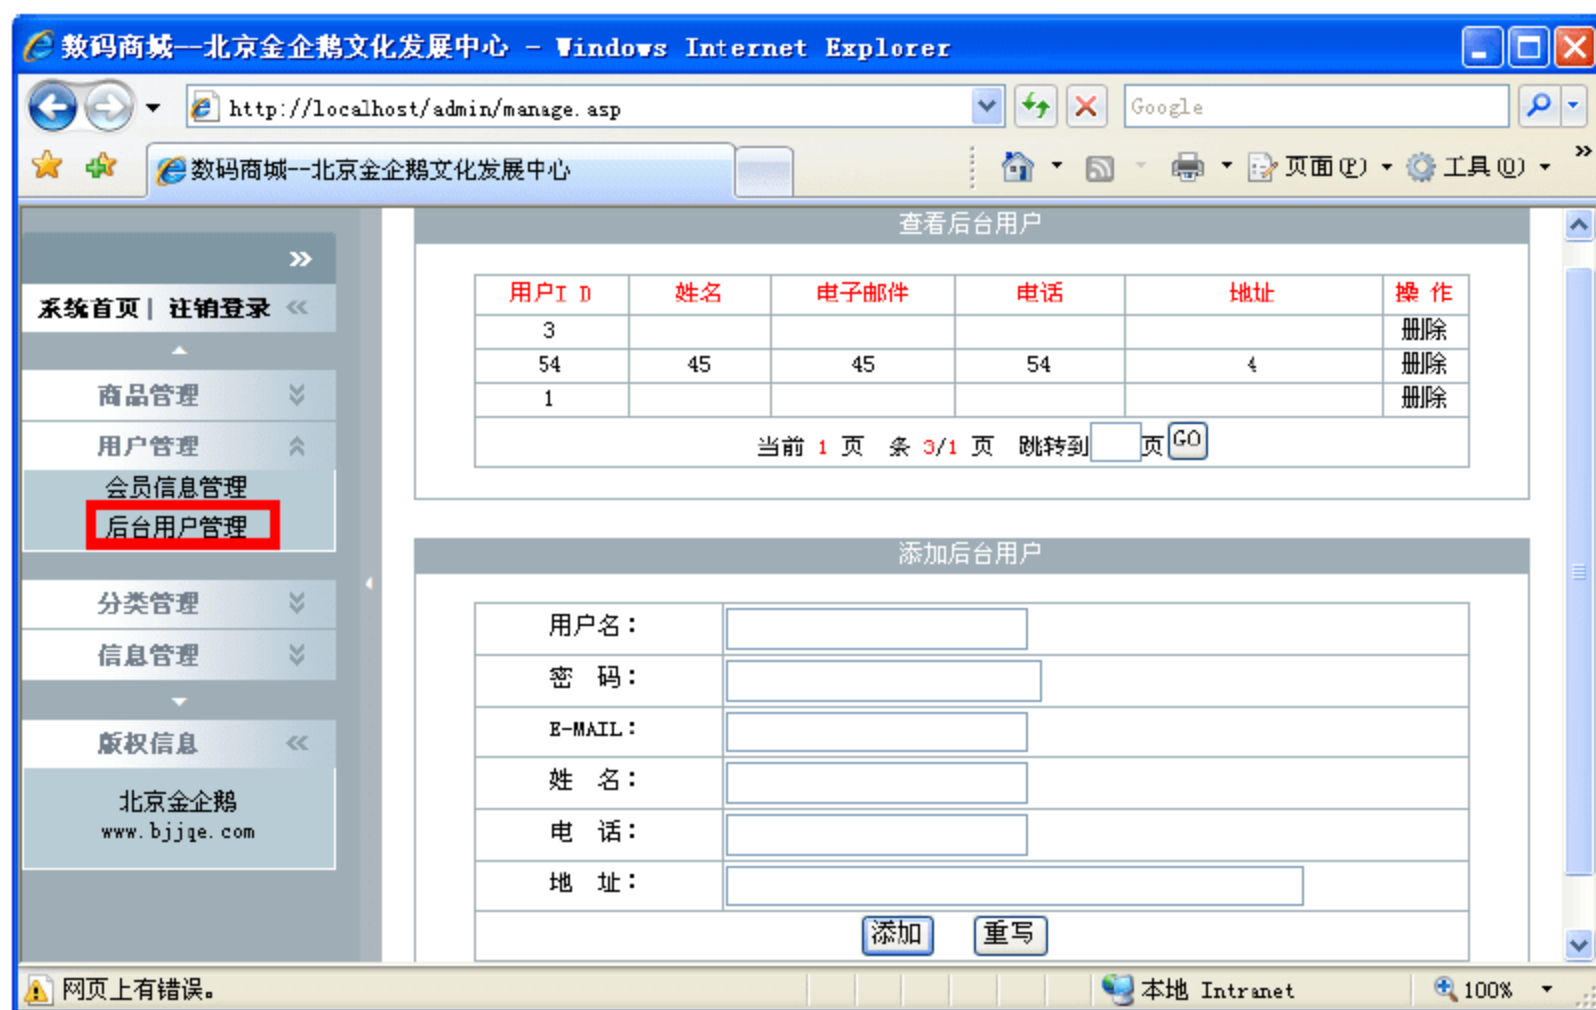 数码商城--北京金企鹅文化发展中心 - Windows Internet Explorer
http://localhost/admin/manage.asp
Google
数码商城--北京金企鹅文化发展中心
页面(P)
工具(O)
»
系统首页| 注销登录
商品管理
用户管理
会员信息管理
后台用户管理
分类管理
信息管理
版权信息
北京金企鹅
www.bjjqe.com
查看后台用户
用户ID 姓名 电子邮件 电话 地址 操 作
3 删除
54 45 45 54 4 删除
1 删除
当前 1 页 条 3/1 页 跳转到 页 GO
添加后台用户
用户名：
密 码：
E-MAIL：
姓 名：
电 话：
地 址：
添加 重写
网页上有错误。
本地 Intranet
100%